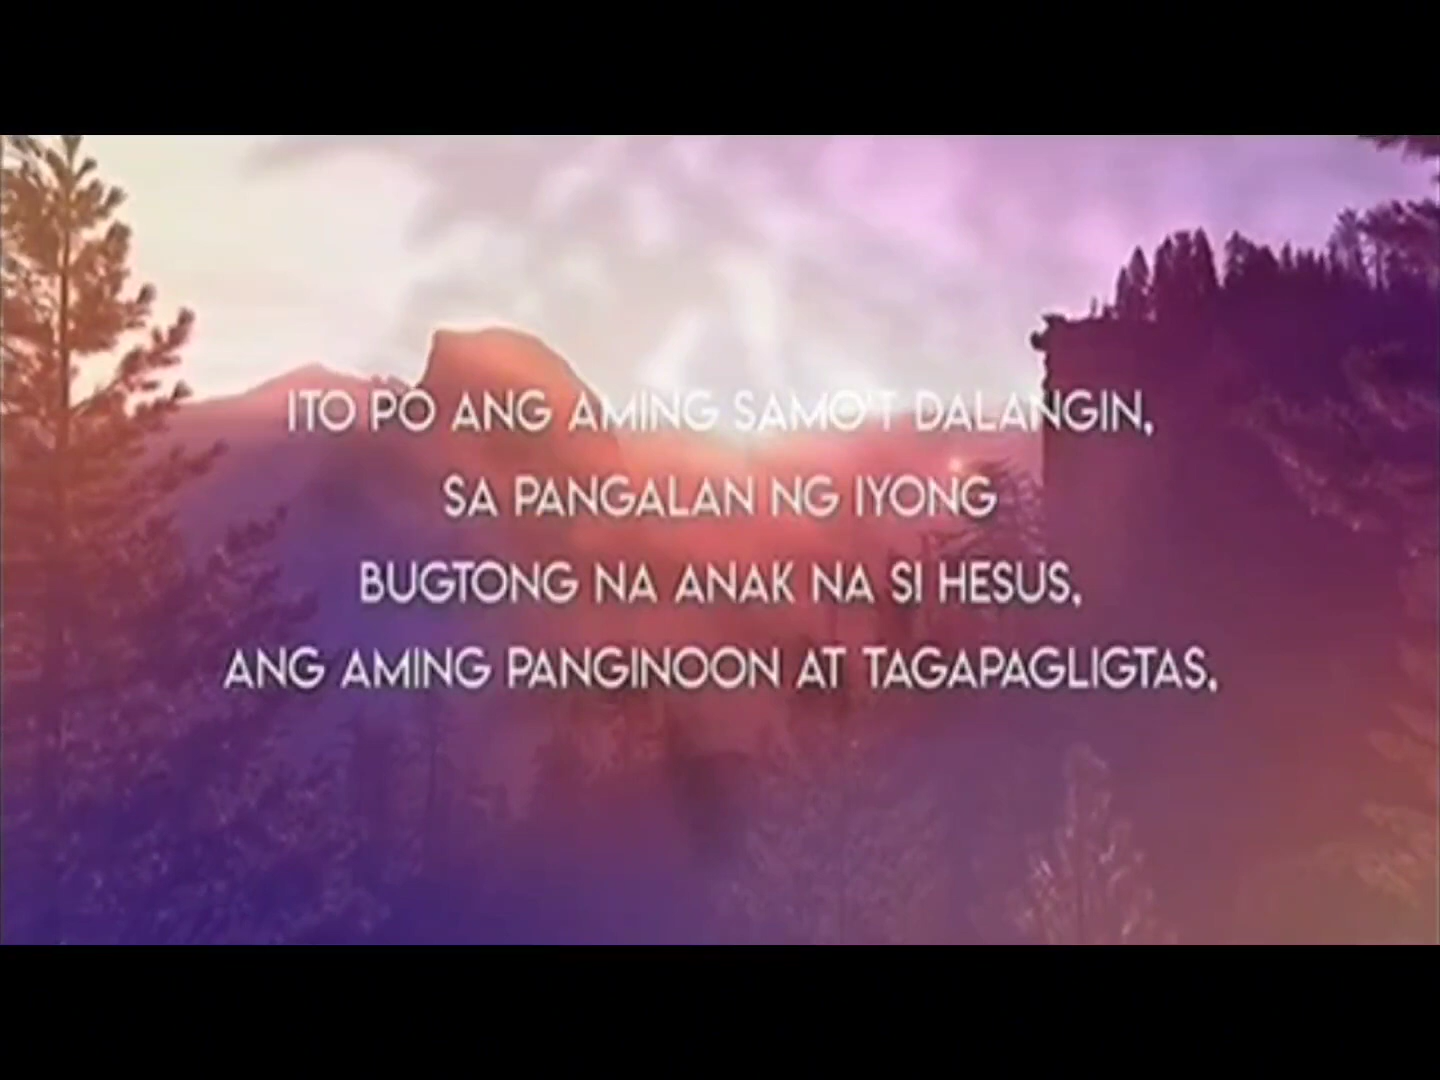 ITO PO ANG AMING SAMO'T DALANGIN,
SA PANGALAN NG IYONG
BUGTONG NA ANAK NA SI HESUS,
ANG AMING PANGINOON AT TAGAPAGLIGTAS,